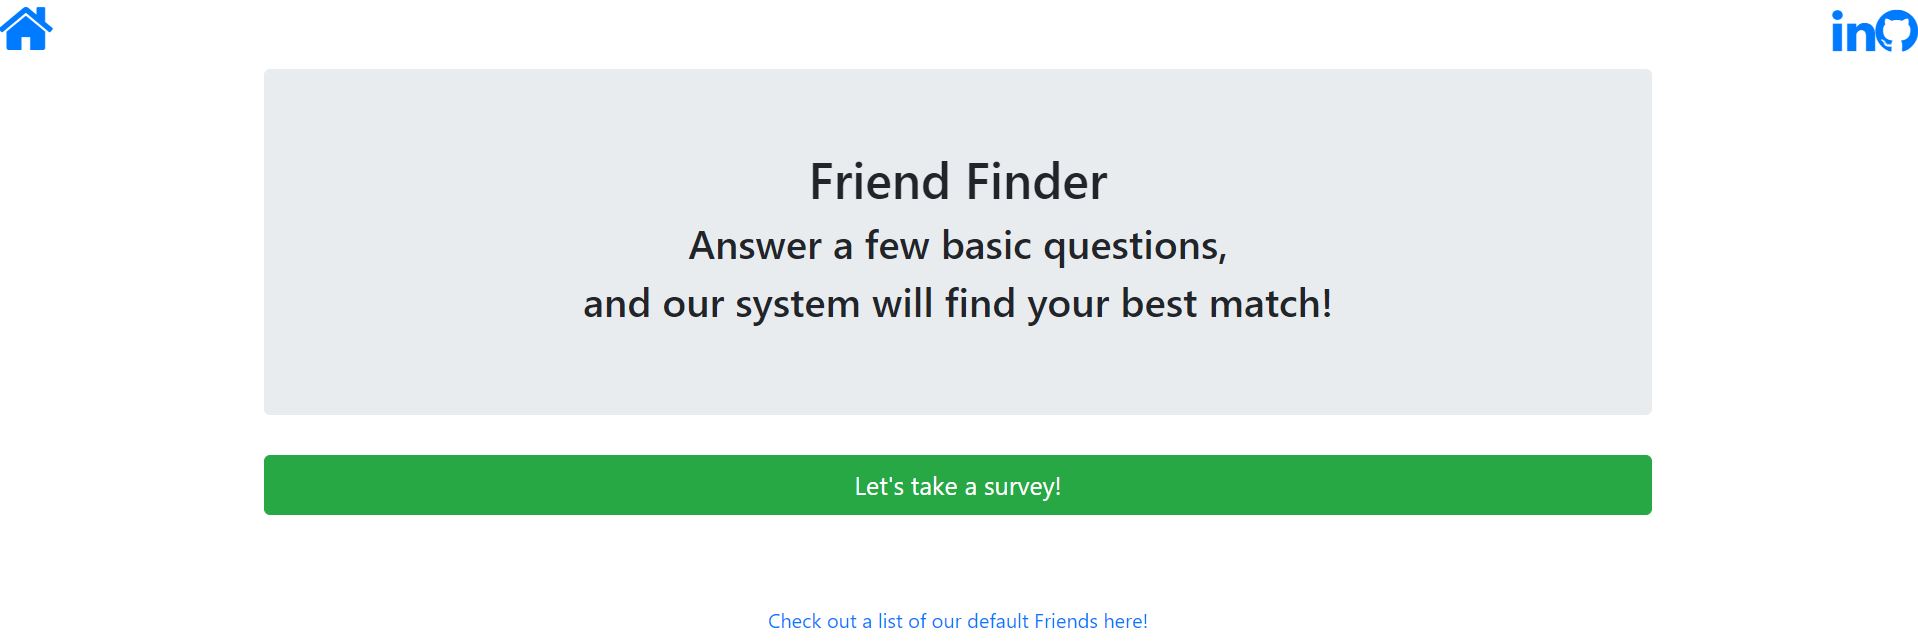 in
Friend Finder
Answer a few basic questions,
and our system will find your best match!
Let's take a survey!
Check out a list of our default Friends here!